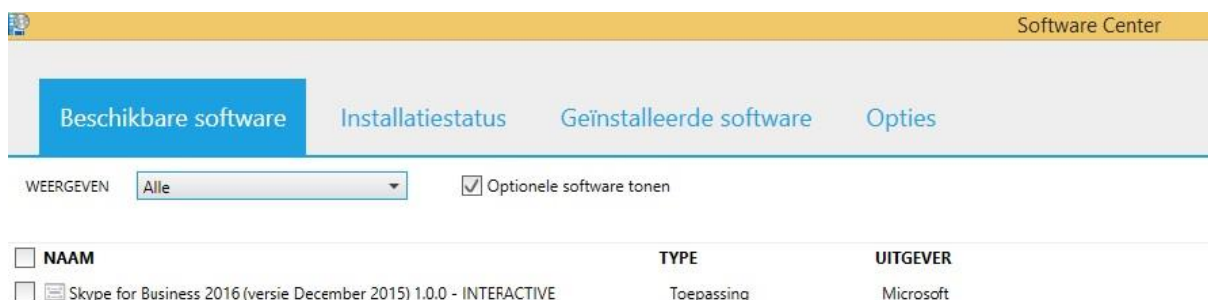 Software Center
Beschikbare software Installatiestatus Geïnstalleerde software Opties
WEERGEVEN Alle Optionele software tonen
NAAM TYPE UITGEVER
Skype for Business 2016 (versie December 2015) 1.0.0 - INTERACTIVE Toepassing Microsoft